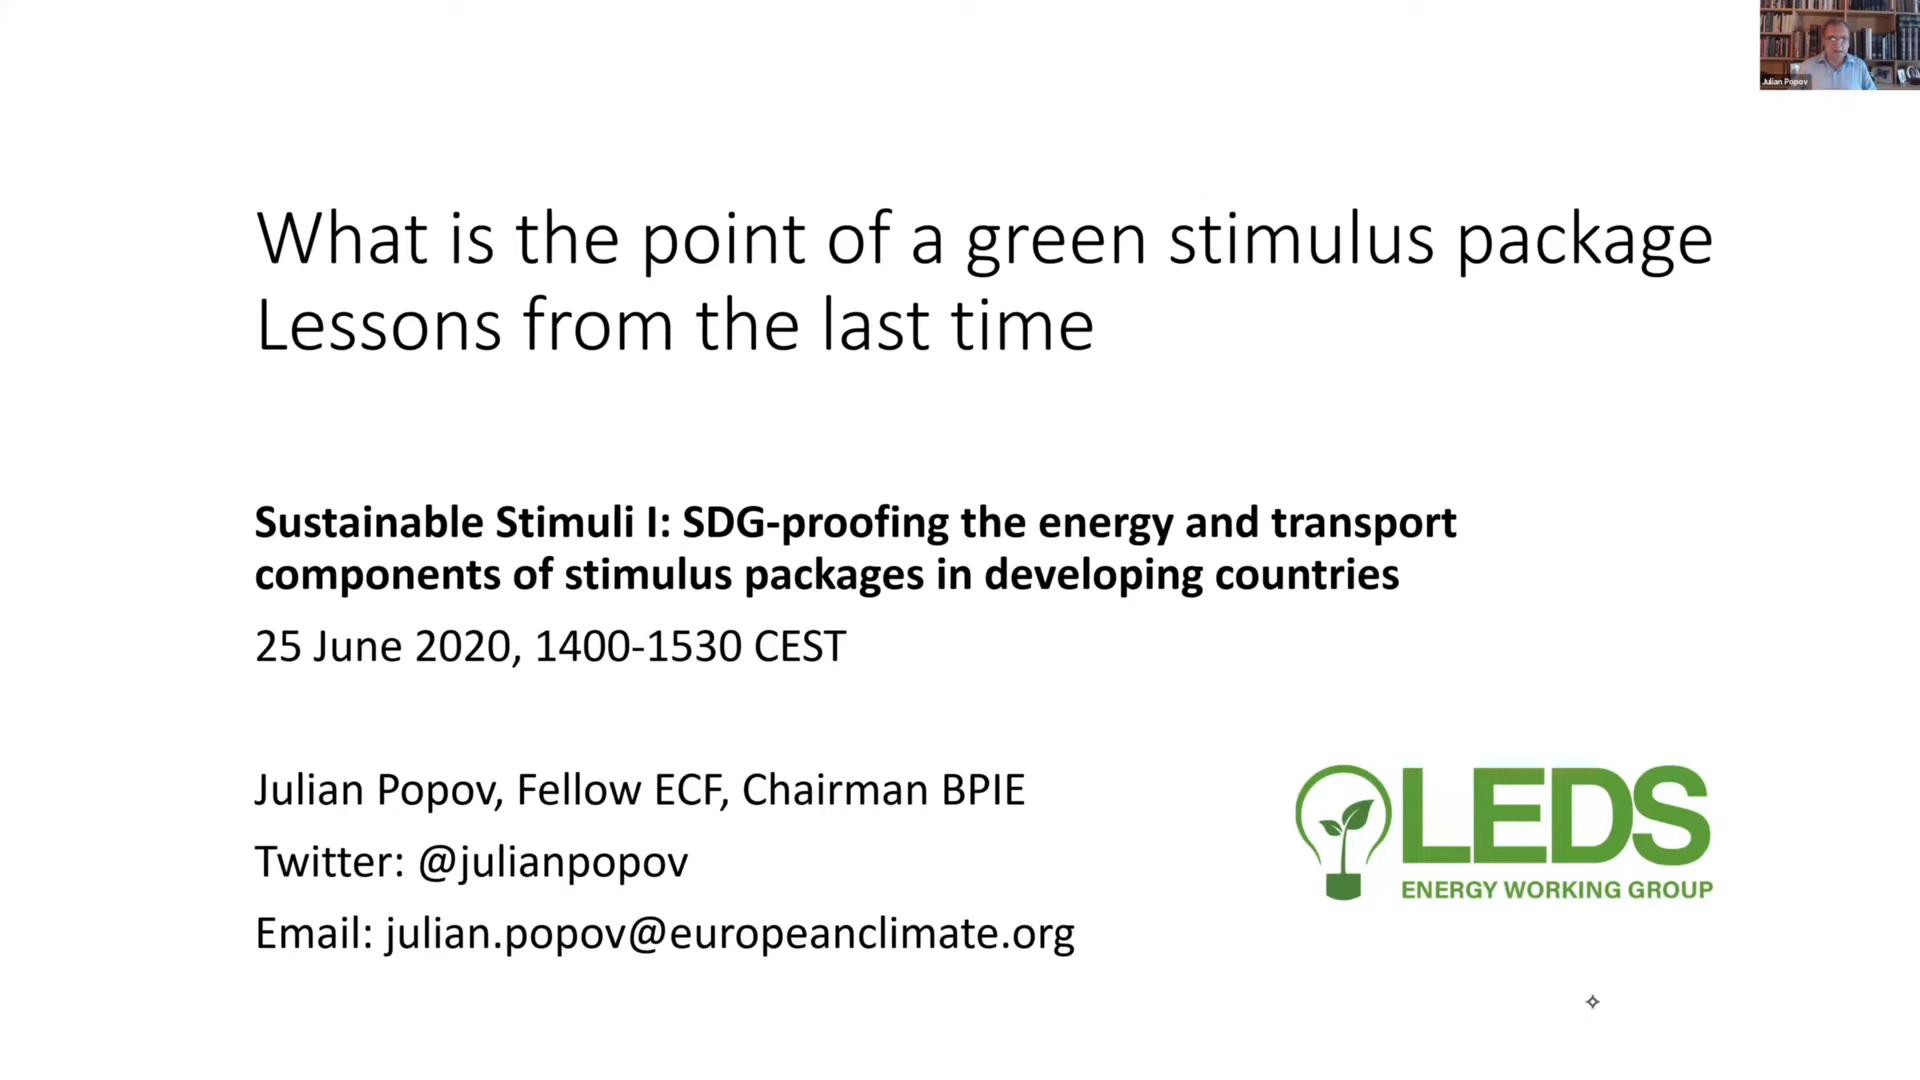 Julian Popov
What is the point of a green stimulus package
Lessons from the last time
Sustainable Stimuli I: SDG-proofing the energy and transport
components of stimulus packages in developing countries
25 June 2020, 1400-1530 CEST
Julian Popov, Fellow ECF, Chairman BPIE
Twitter: @julianpopov
Email: julian.popov@europeanclimate.org
LEDS
ENERGY WORKING GROUP